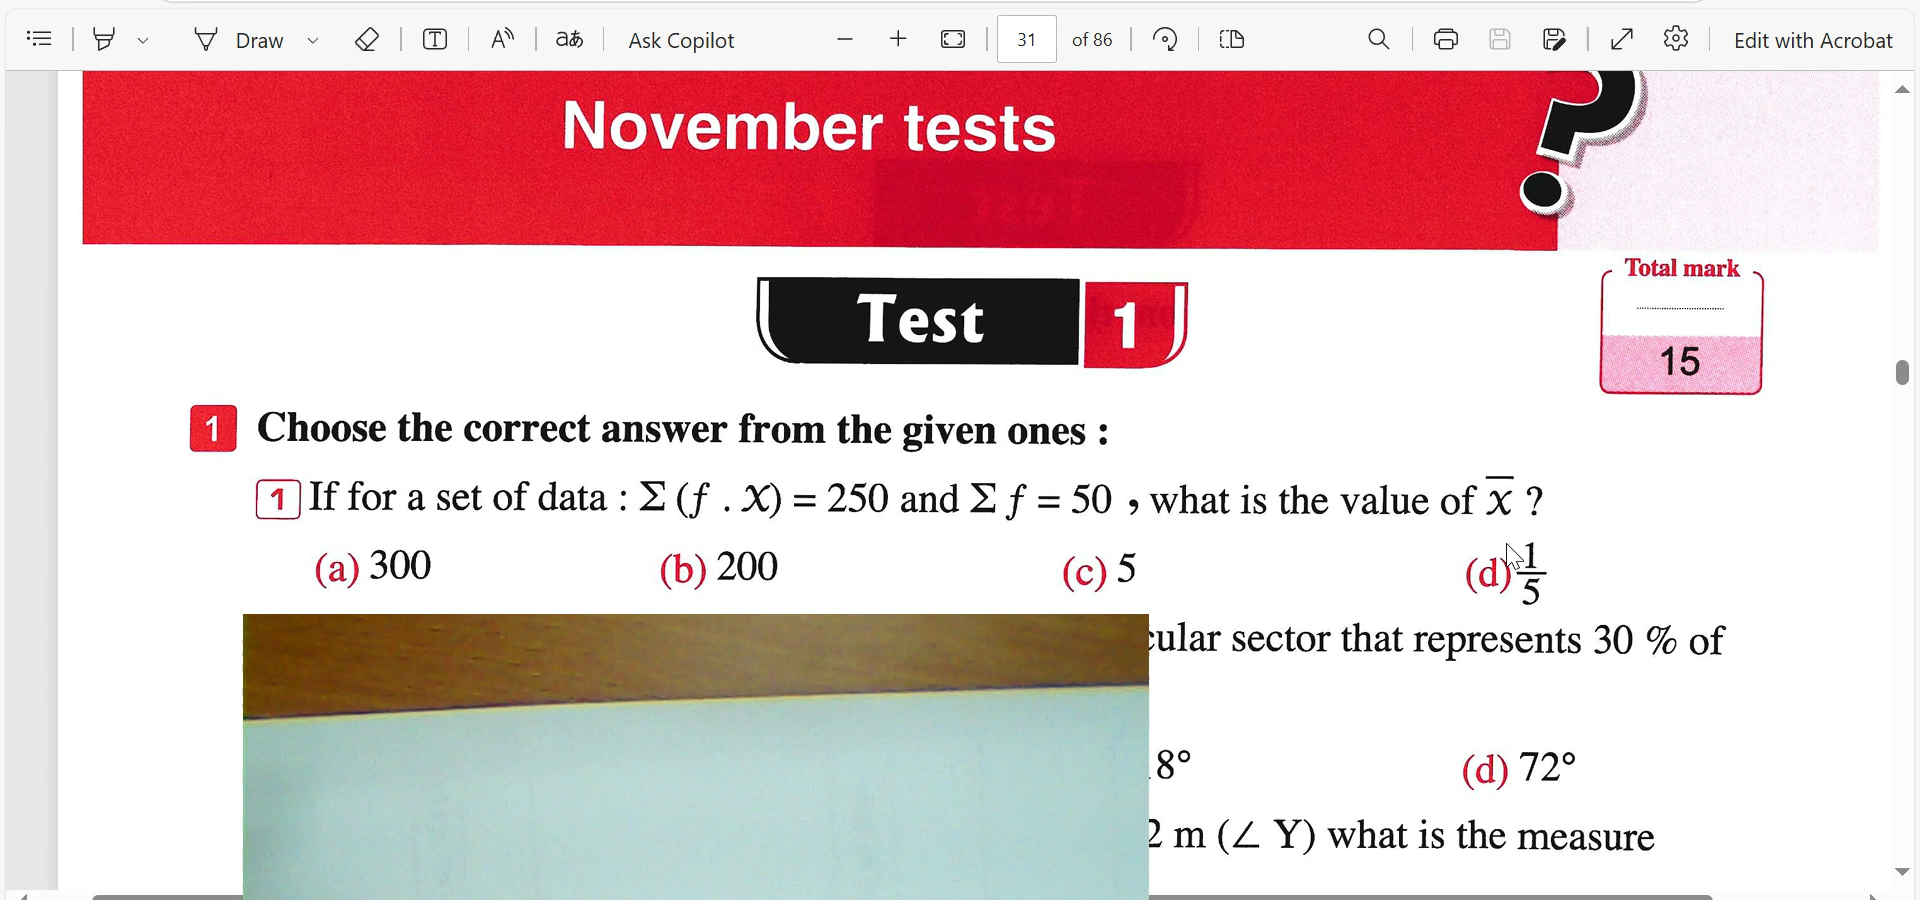 Draw
Ask Copilot
31
of 86
Edit with Acrobat
November tests
Test 1
Total mark
15
1 Choose the correct answer from the given ones :
1 If for a set of data : Σ (f . X) = 250 and Σ f = 50 , what is the value of x̅ ?
(a) 300 (b) 200 (c) 5 (d) 1/5
cular sector that represents 30 % of
8° (d) 72°
2 m (∠ Y) what is the measure